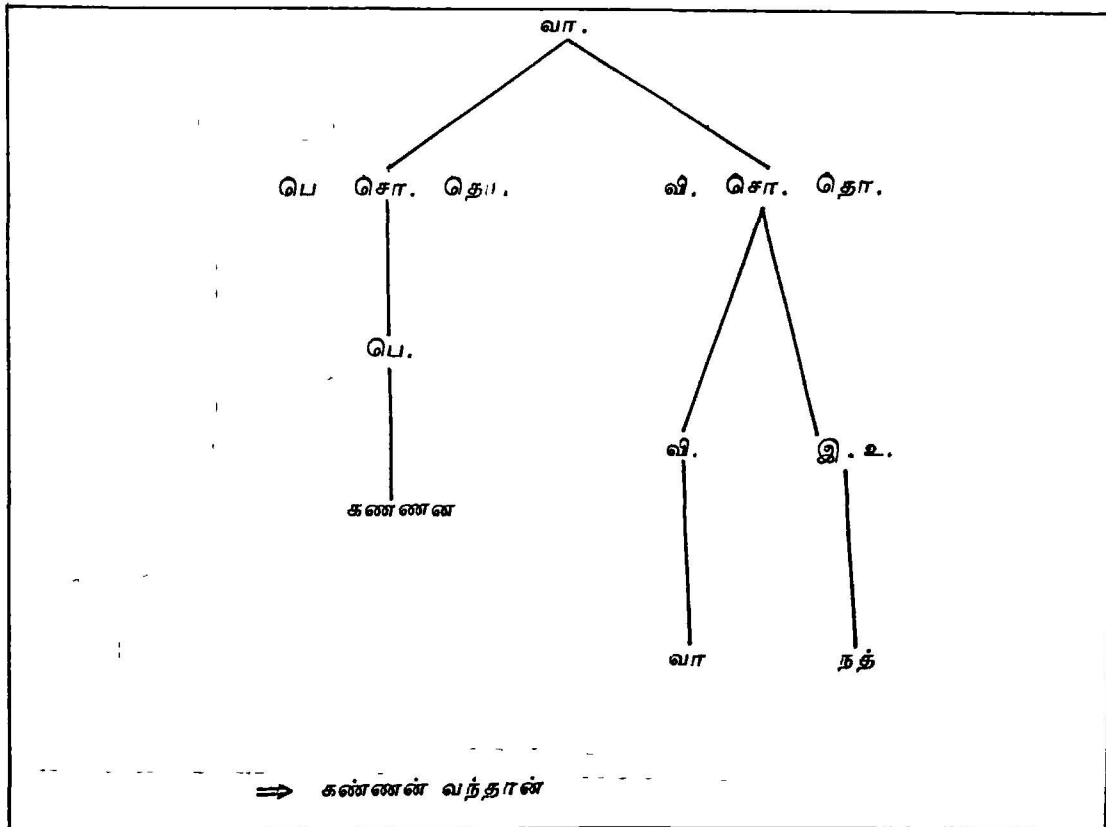 வா.
பெ சொ. தொ. வி. சொ. தொ.
பெ.
வி. இ.உ.
கண்ணன
வா நத்
⇒ கண்ணன் வந்தான்